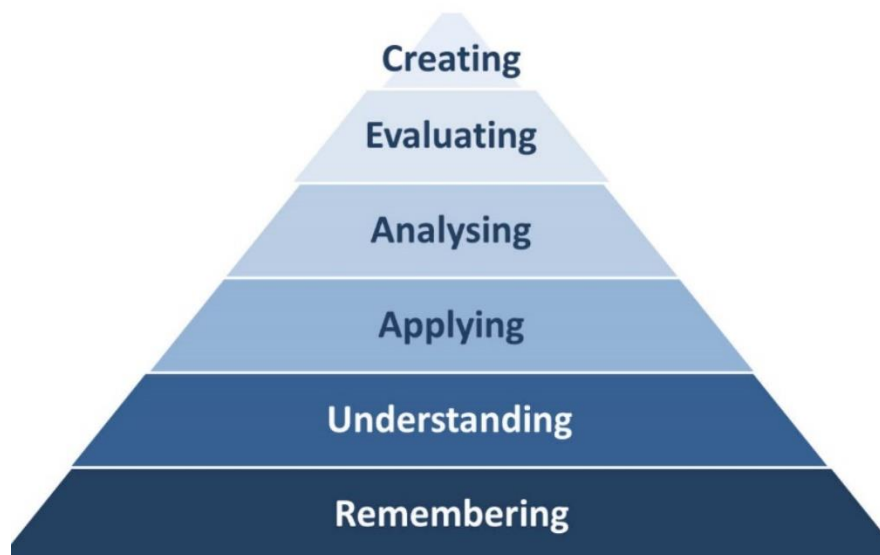 Creating
Evaluating
Analysing
Applying
Understanding
Remembering